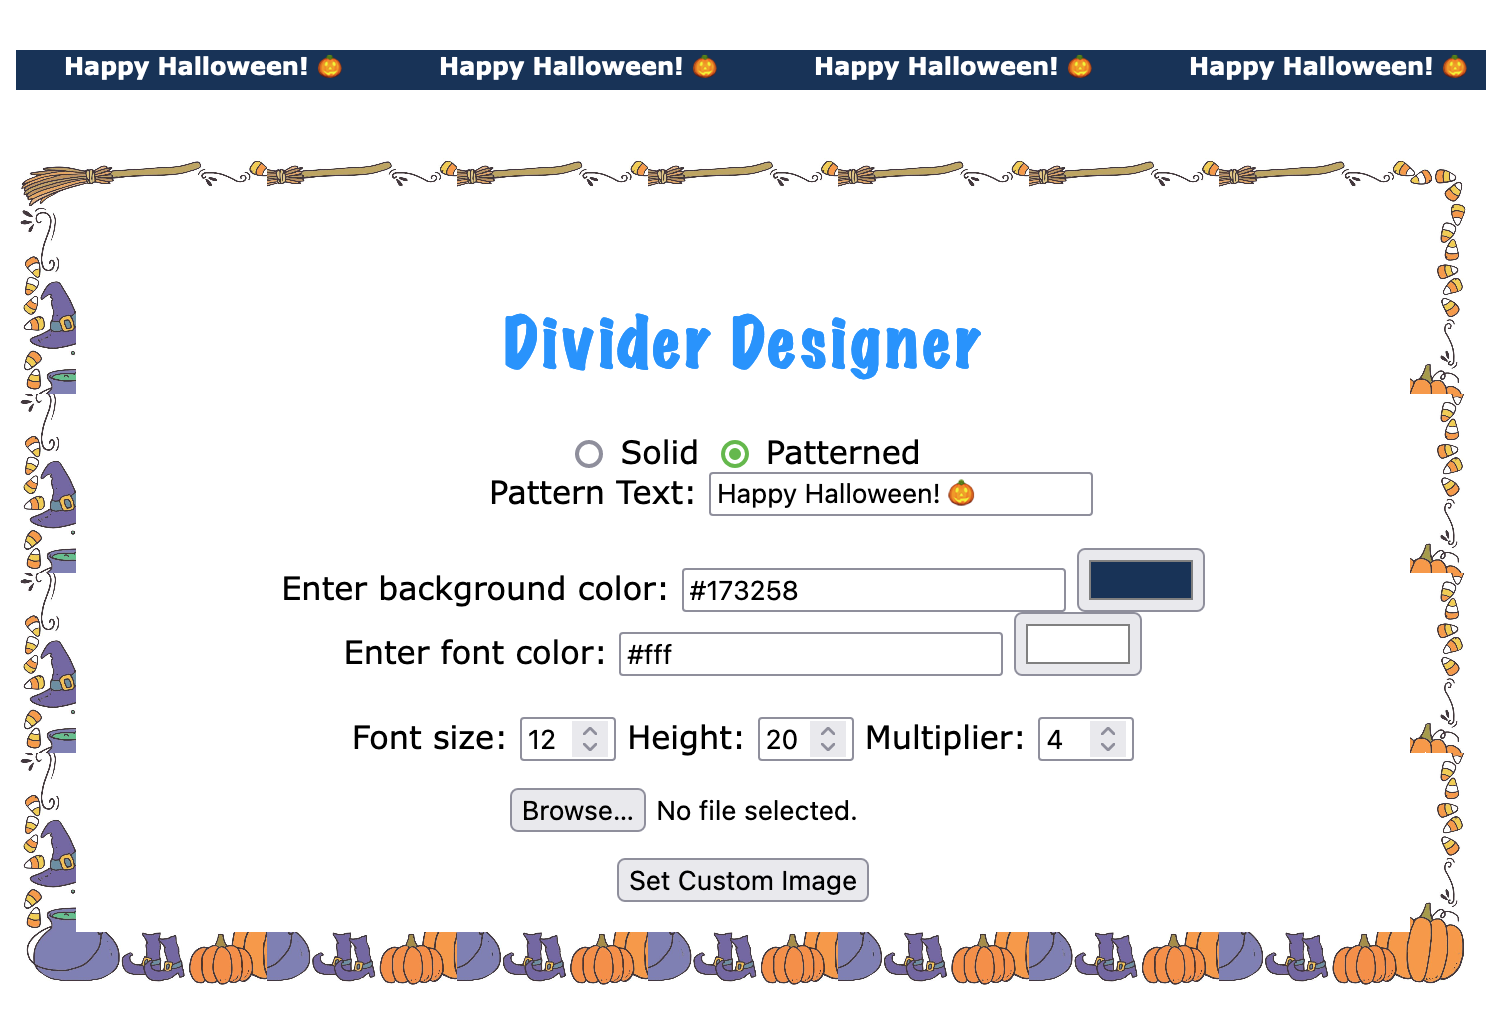 Happy Halloween! 🎃 Happy Halloween! 🎃 Happy Halloween! 🎃 Happy Halloween! 🎃
Divider Designer
Solid Patterned
Pattern Text: Happy Halloween! 🎃
Enter background color: #173258
Enter font color: #fff
Font size: 12 Height: 20 Multiplier: 4
Browse... No file selected.
Set Custom Image